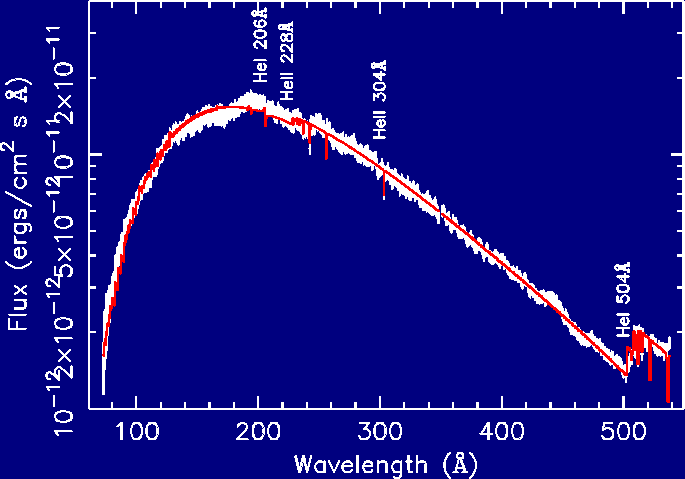 HeI 206Å
HeII 228Å
HeII 304Å
HeI 504Å
Flux (ergs/cm² s Å)
2×10⁻¹¹
10⁻¹¹
5×10⁻¹²
2×10⁻¹²
10⁻¹²
100 200 300 400 500
Wavelength (Å)